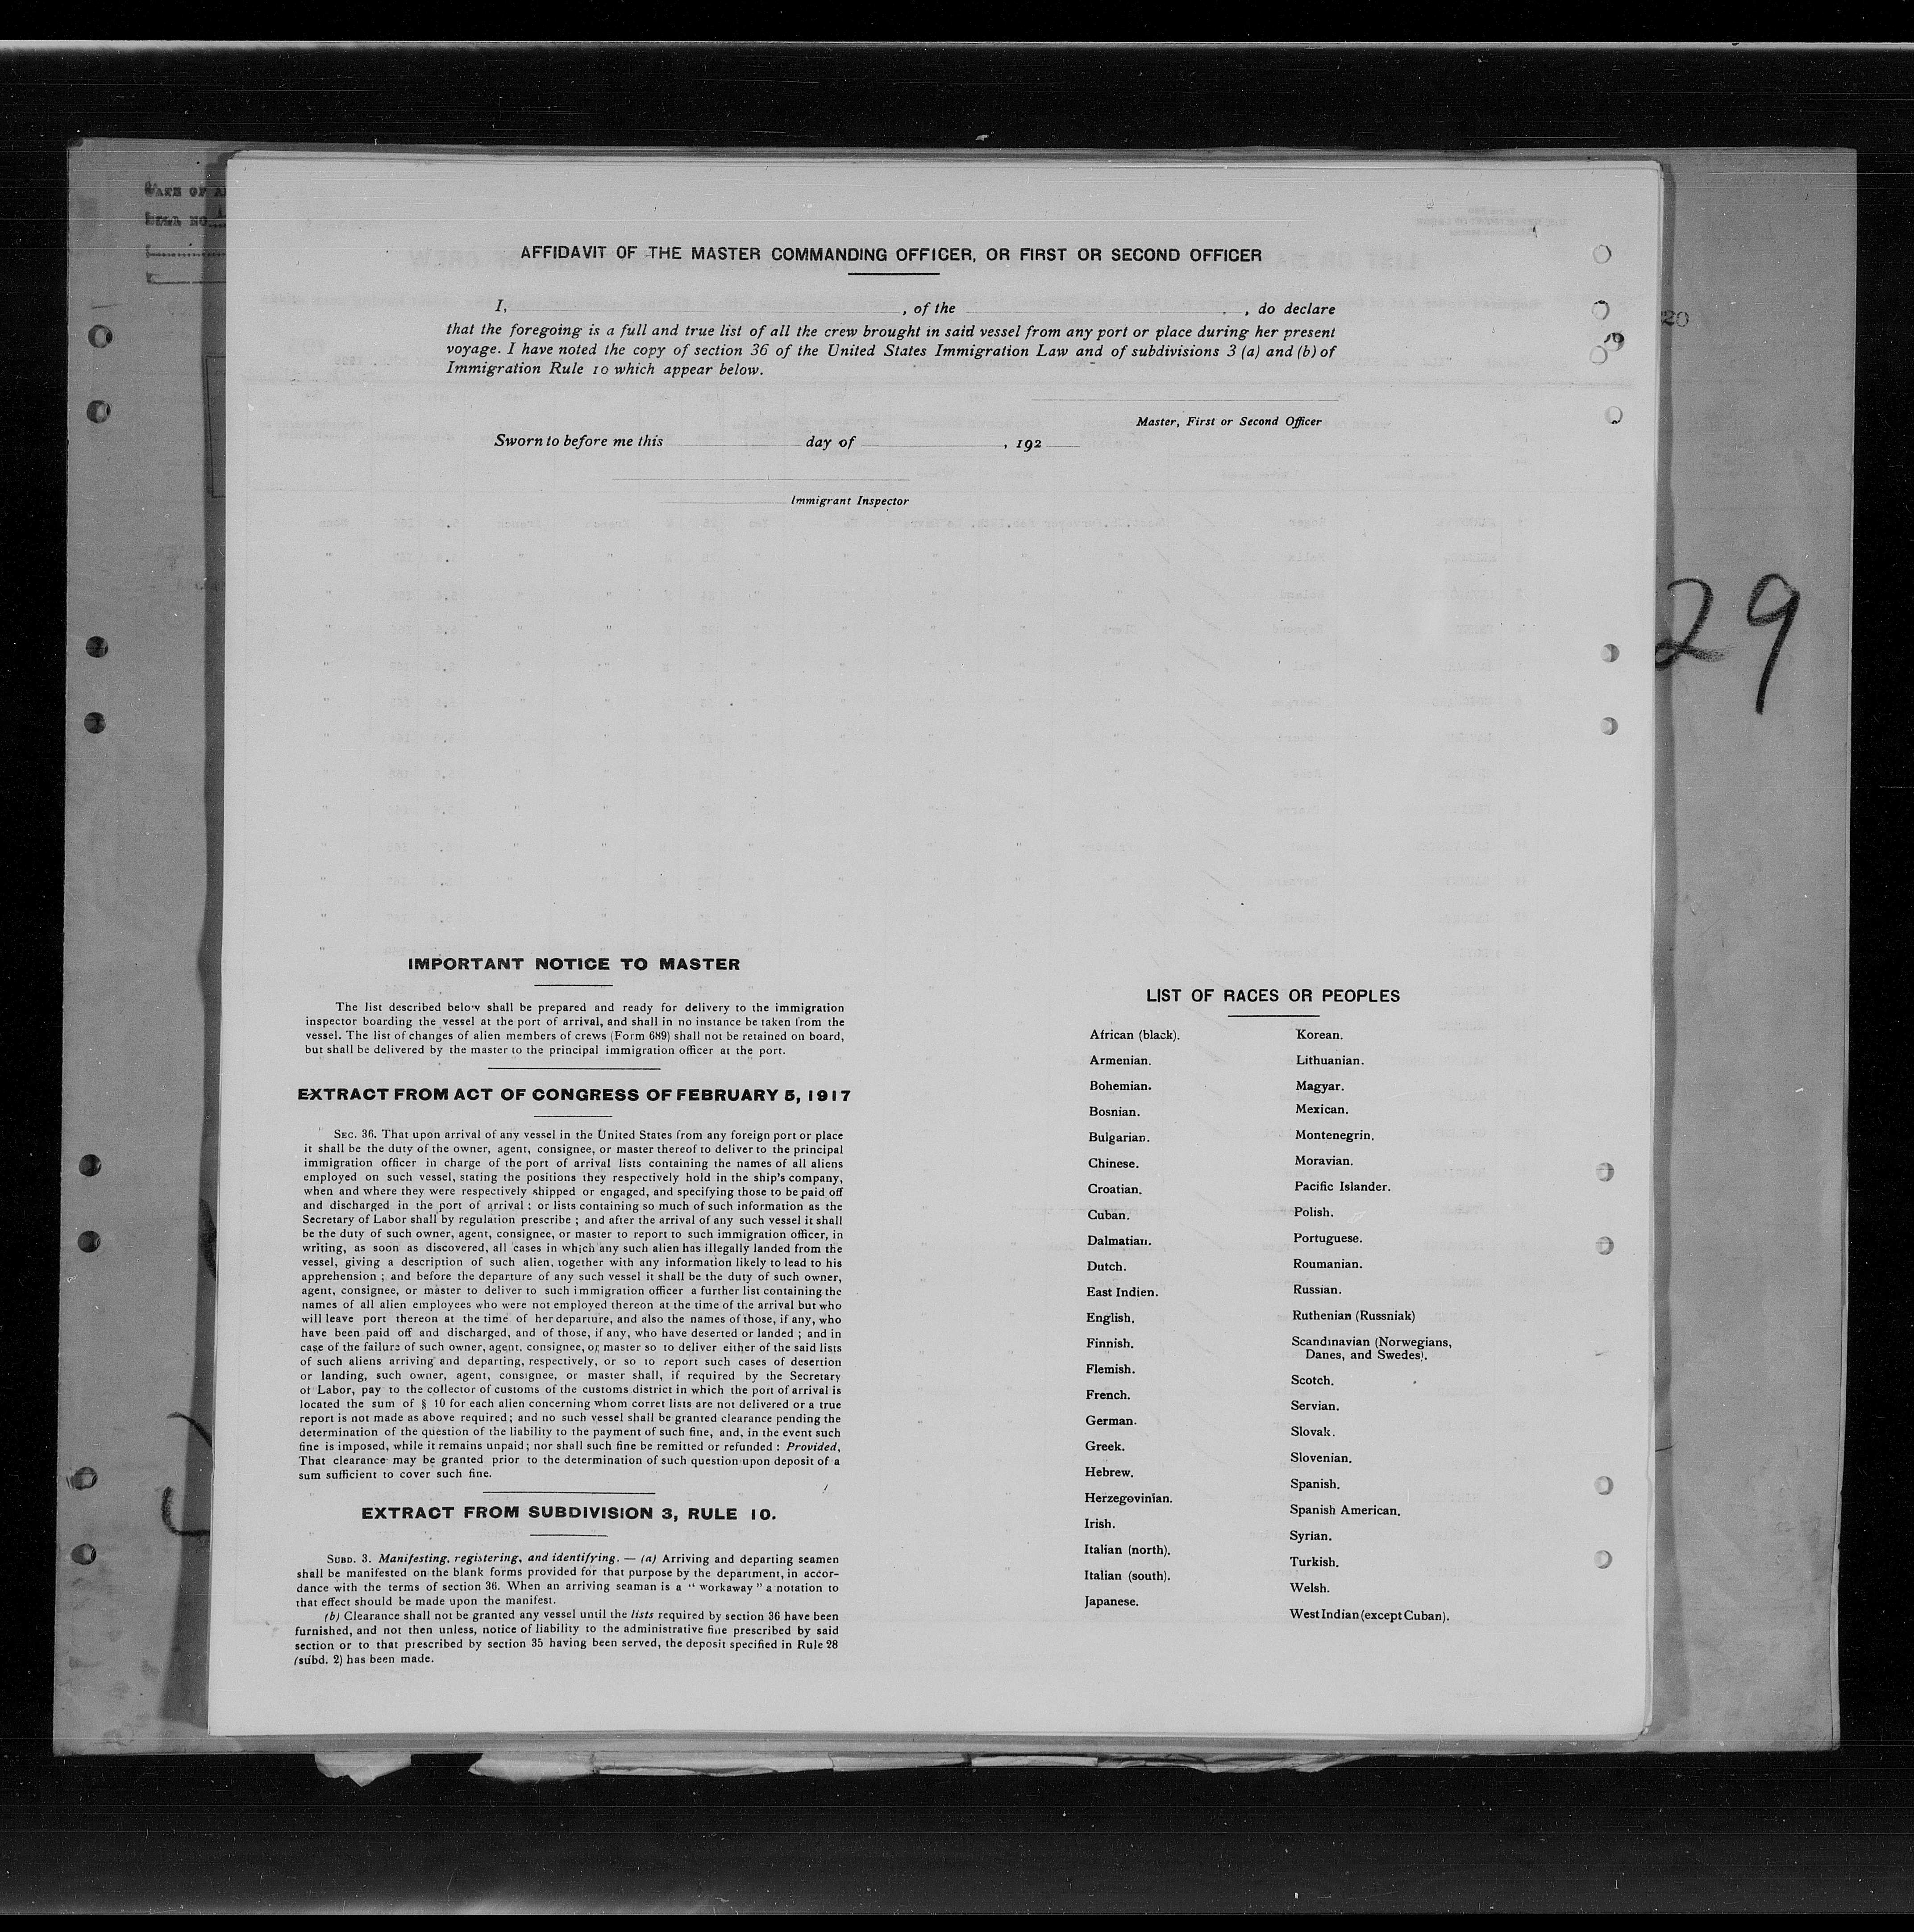 AFFIDAVIT OF THE MASTER COMMANDING OFFICER, OR FIRST OR SECOND OFFICER
I, , of the , do declare
that the foregoing is a full and true list of all the crew brought in said vessel from any port or place during her present
voyage. I have noted the copy of section 36 of the United States Immigration Law and of subdivisions 3 (a) and (b) of
Immigration Rule 10 which appear below.
Master, First or Second Officer
Sworn to before me this day of , 192
Immigrant Inspector
29
IMPORTANT NOTICE TO MASTER
The list described below shall be prepared and ready for delivery to the immigration
inspector boarding the vessel at the port of arrival, and shall in no instance be taken from the
vessel. The list of changes of alien members of crews (Form 689) shall not be retained on board,
but shall be delivered by the master to the principal immigration officer at the port.
EXTRACT FROM ACT OF CONGRESS OF FEBRUARY 5, 1917
SEC. 36. That upon arrival of any vessel in the United States from any foreign port or place
it shall be the duty of the owner, agent, consignee, or master thereof to deliver to the principal
immigration officer in charge of the port of arrival lists containing the names of all aliens
employed on such vessel, stating the positions they respectively hold in the ship's company,
when and where they were respectively shipped or engaged, and specifying those to be paid off
and discharged in the port of arrival ; or lists containing so much of such information as the
Secretary of Labor shall by regulation prescribe ; and after the arrival of any such vessel it shall
be the duty of such owner, agent, consignee, or master to report to such immigration officer, in
writing, as soon as discovered, all cases in which any such alien has illegally landed from the
vessel, giving a description of such alien, together with any information likely to lead to his
apprehension ; and before the departure of any such vessel it shall be the duty of such owner,
agent, consignee, or master to deliver to such immigration officer a further list containing the
names of all alien employees who were not employed thereon at the time of the arrival but who
will leave port thereon at the time of her departure, and also the names of those, if any, who
have been paid off and discharged, and of those, if any, who have deserted or landed ; and in
case of the failure of such owner, agent, consignee, or master so to deliver either of the said lists
of such aliens arriving and departing, respectively, or so to report such cases of desertion
or landing, such owner, agent, consignee, or master shall, if required by the Secretary
of Labor, pay to the collector of customs of the customs district in which the port of arrival is
located the sum of § 10 for each alien concerning whom corret lists are not delivered or a true
report is not made as above required; and no such vessel shall be granted clearance pending the
determination of the question of the liability to the payment of such fine, and, in the event such
fine is imposed, while it remains unpaid; nor shall such fine be remitted or refunded : Provided,
That clearance may be granted prior to the determination of such question upon deposit of a
sum sufficient to cover such fine.
EXTRACT FROM SUBDIVISION 3, RULE 10.
SUBD. 3. Manifesting, registering, and identifying. — (a) Arriving and departing seamen
shall be manifested on the blank forms provided for that purpose by the department, in accor-
dance with the terms of section 36. When an arriving seaman is a " workaway " a notation to
that effect should be made upon the manifest.
(b) Clearance shall not be granted any vessel until the lists required by section 36 have been
furnished, and not then unless, notice of liability to the administrative fine prescribed by said
section or to that prescribed by section 35 having been served, the deposit specified in Rule 28
(subd. 2) has been made.
LIST OF RACES OR PEOPLES
African (black).
Armenian.
Bohemian.
Bosnian.
Bulgarian.
Chinese.
Croatian.
Cuban.
Dalmatian.
Dutch.
East Indien.
English.
Finnish.
Flemish.
French.
German.
Greek.
Hebrew.
Herzegovinian.
Irish.
Italian (north).
Italian (south).
Japanese.
Korean.
Lithuanian.
Magyar.
Mexican.
Montenegrin.
Moravian.
Pacific Islander.
Polish.
Portuguese.
Roumanian.
Russian.
Ruthenian (Russniak)
Scandinavian (Norwegians,
Danes, and Swedes).
Scotch.
Servian.
Slovak.
Slovenian.
Spanish.
Spanish American.
Syrian.
Turkish.
Welsh.
West Indian (except Cuban).